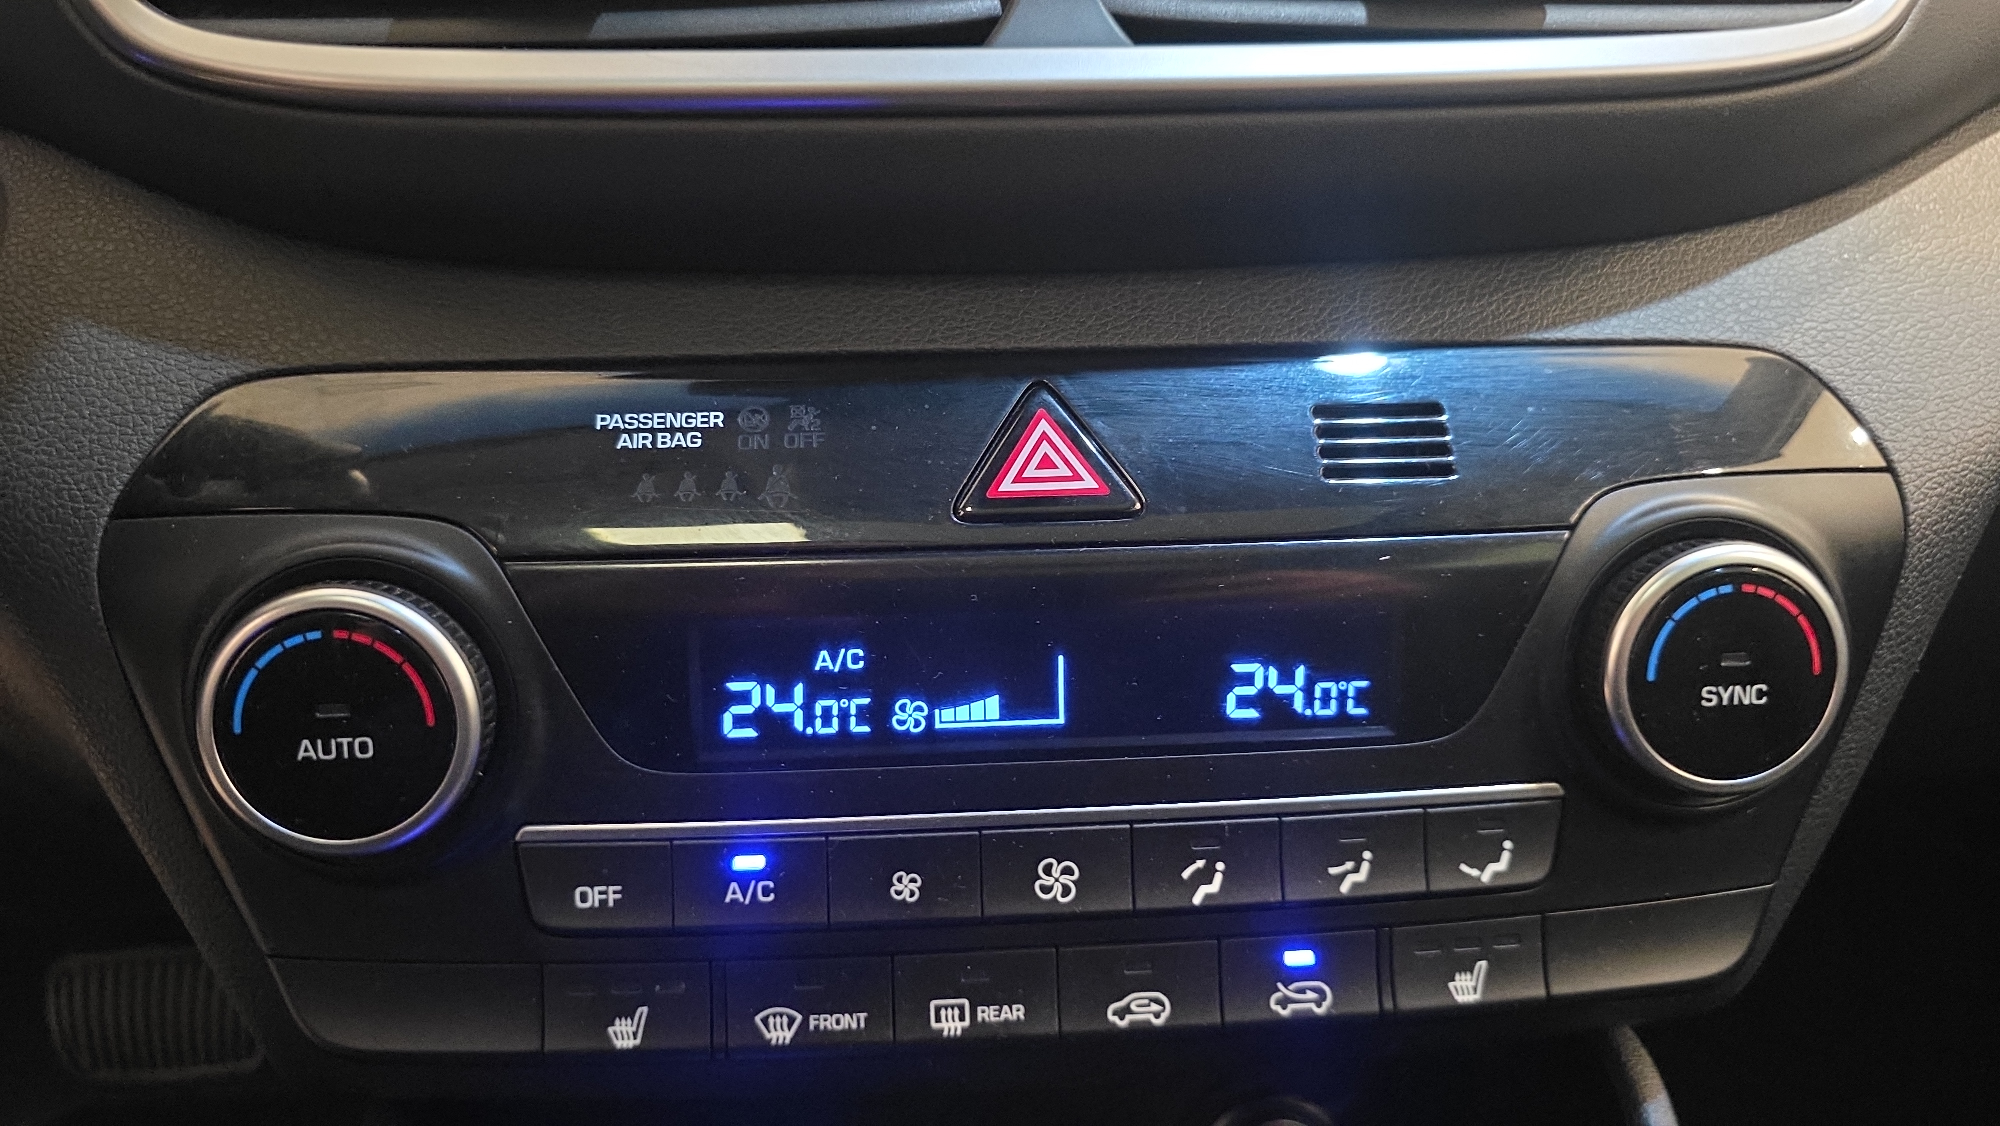 PASSENGER ON OFF
AIR BAG
A/C
24.0°C 24.0°C
AUTO
SYNC
OFF A/C
FRONT REAR